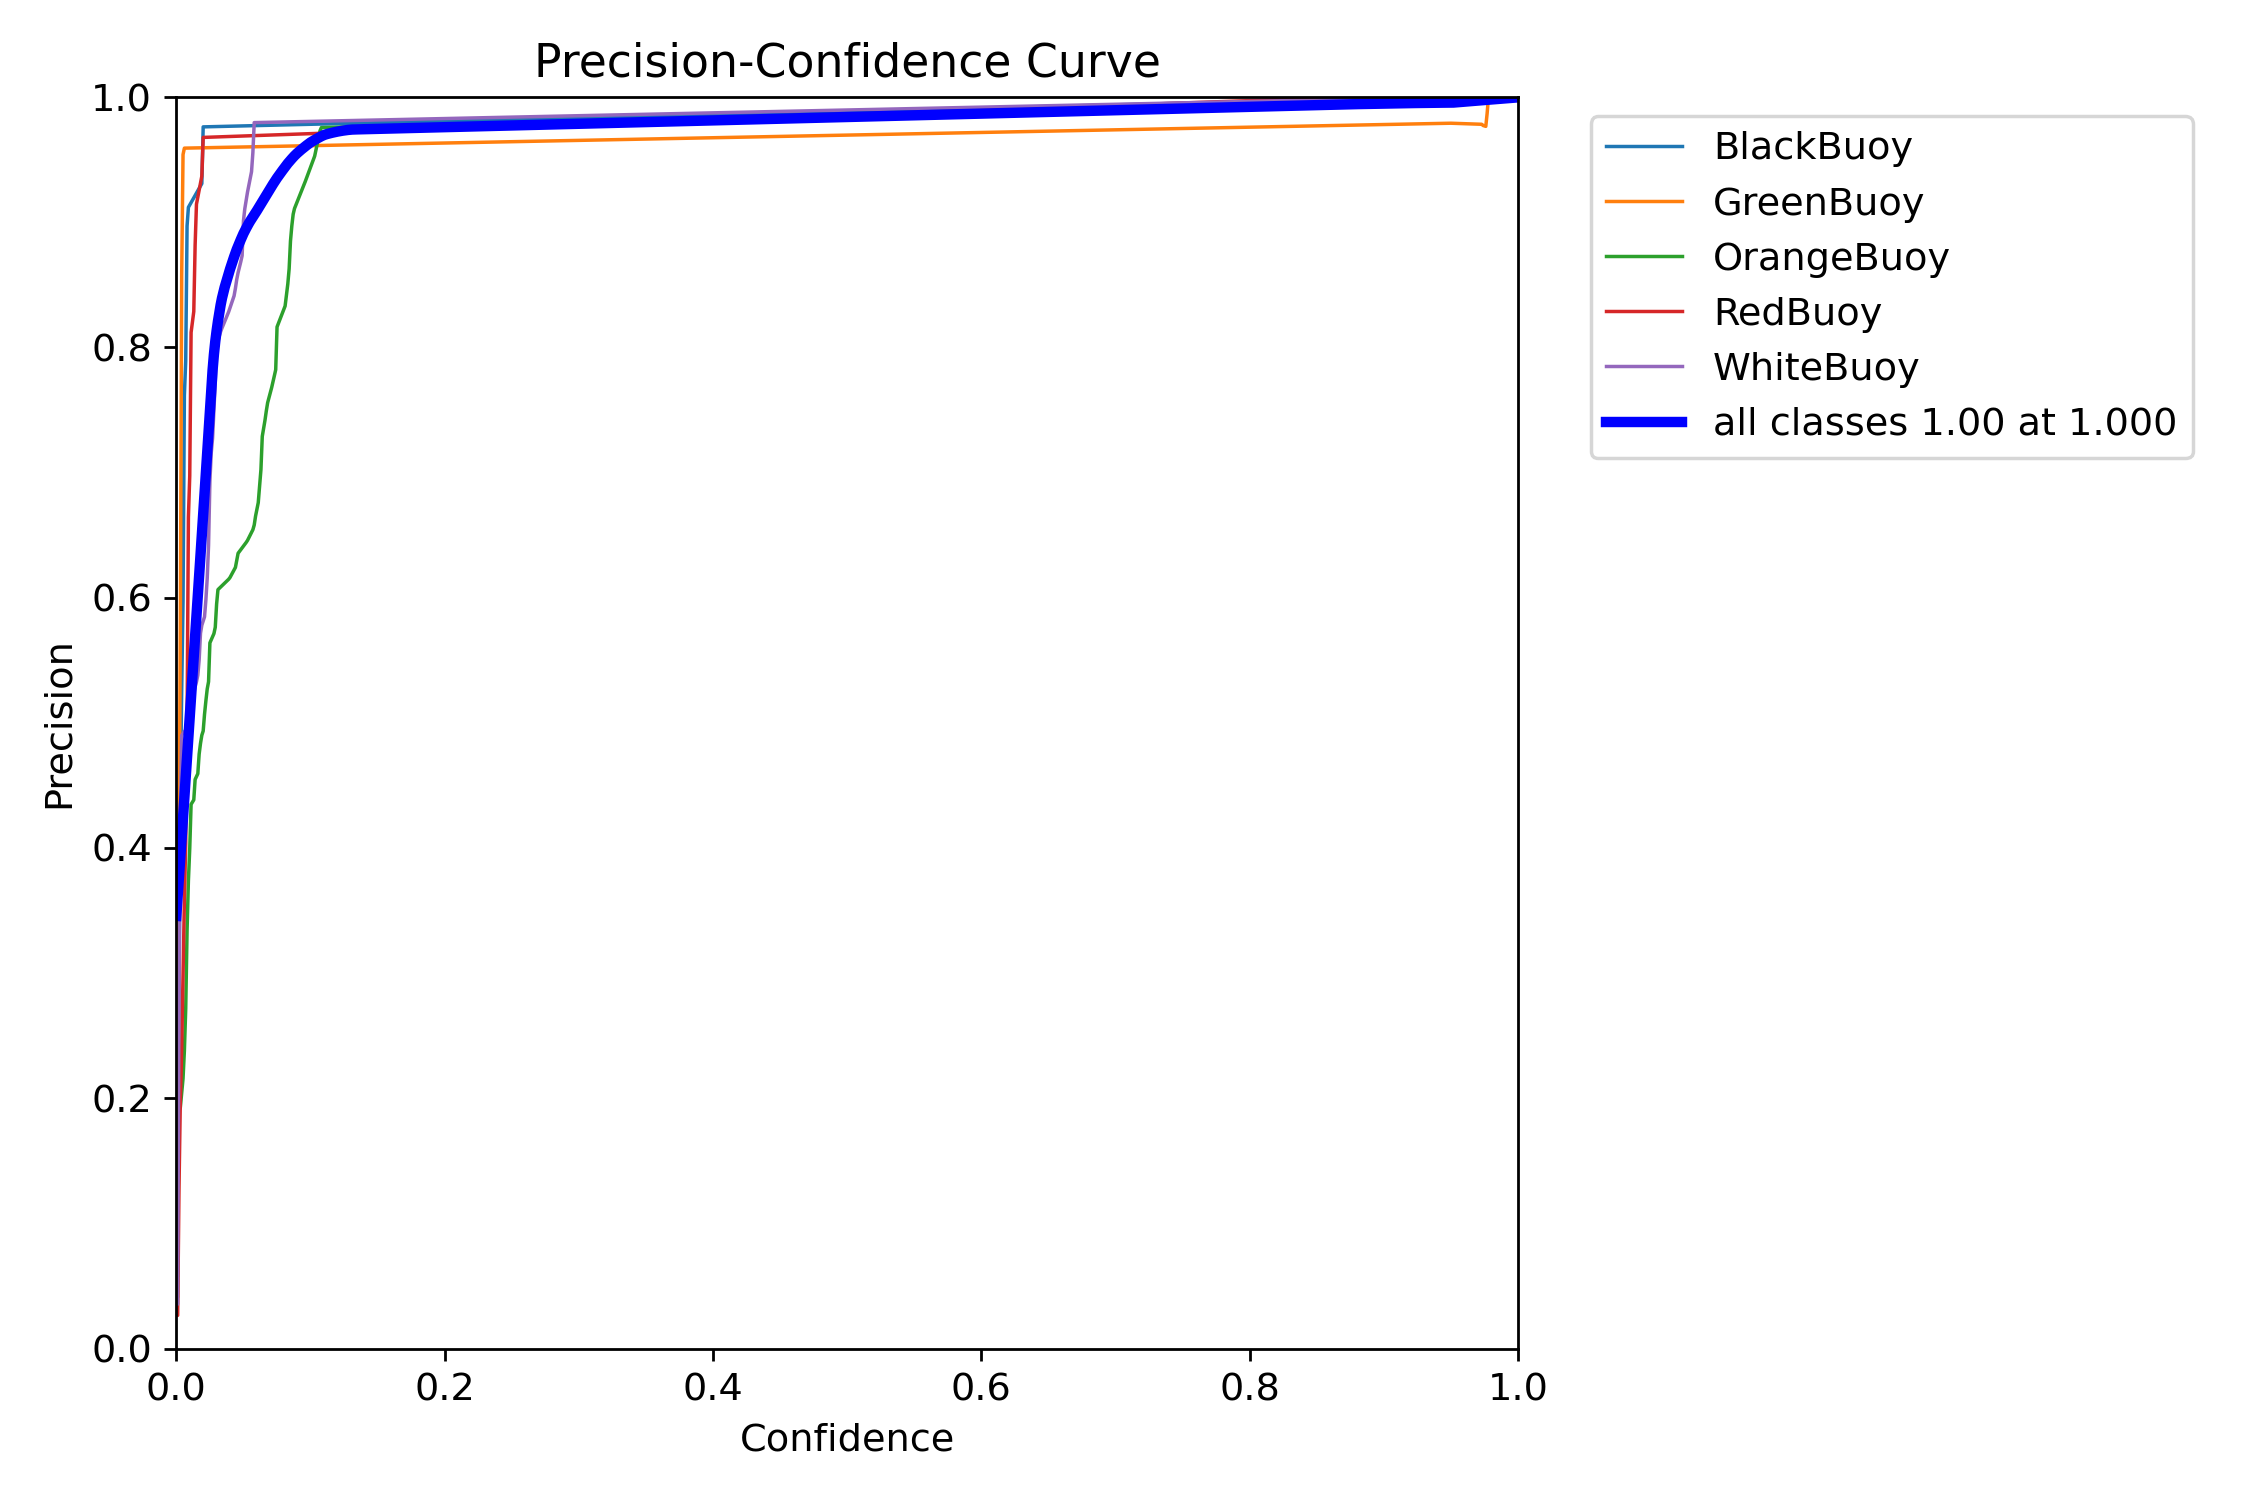 Precision-Confidence Curve
1.0
0.8
0.6
0.4
0.2
0.0
Precision
0.0 0.2 0.4 0.6 0.8 1.0
Confidence
BlackBuoy
GreenBuoy
OrangeBuoy
RedBuoy
WhiteBuoy
all classes 1.00 at 1.000